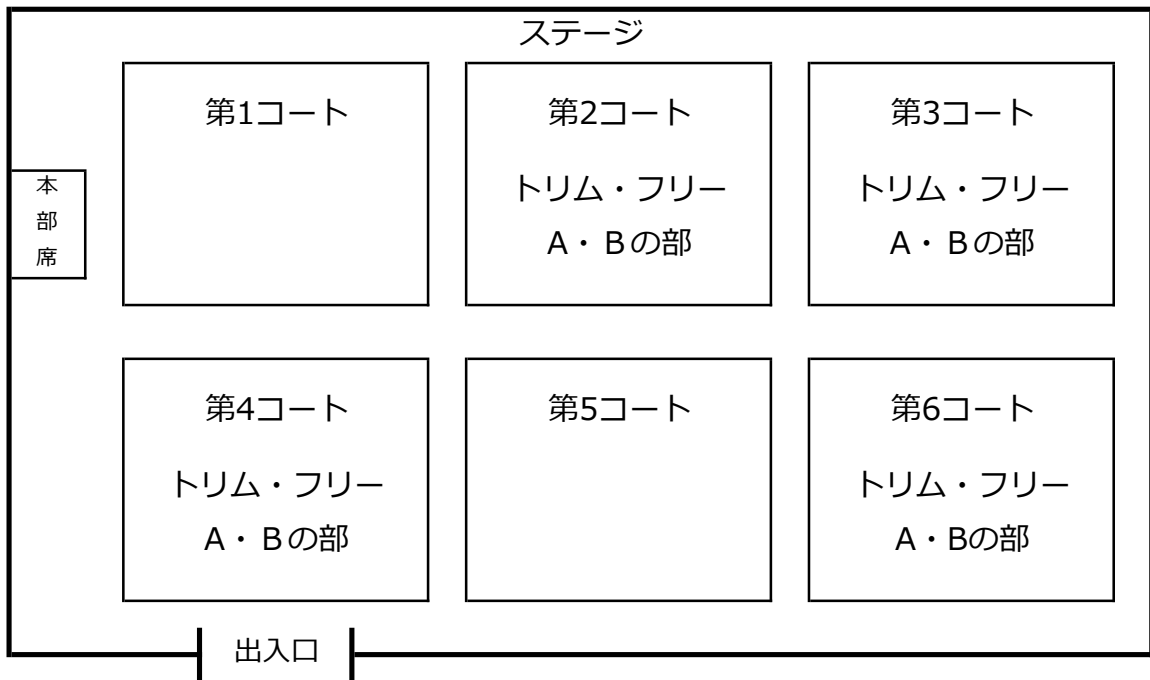 ステージ
第1コート
第2コート
トリム・フリー
A・Ｂの部
第3コート
トリム・フリー
A・Ｂの部
本
部
席
第4コート
トリム・フリー
A・Ｂの部
第5コート
第6コート
トリム・フリー
A・Bの部
出入口